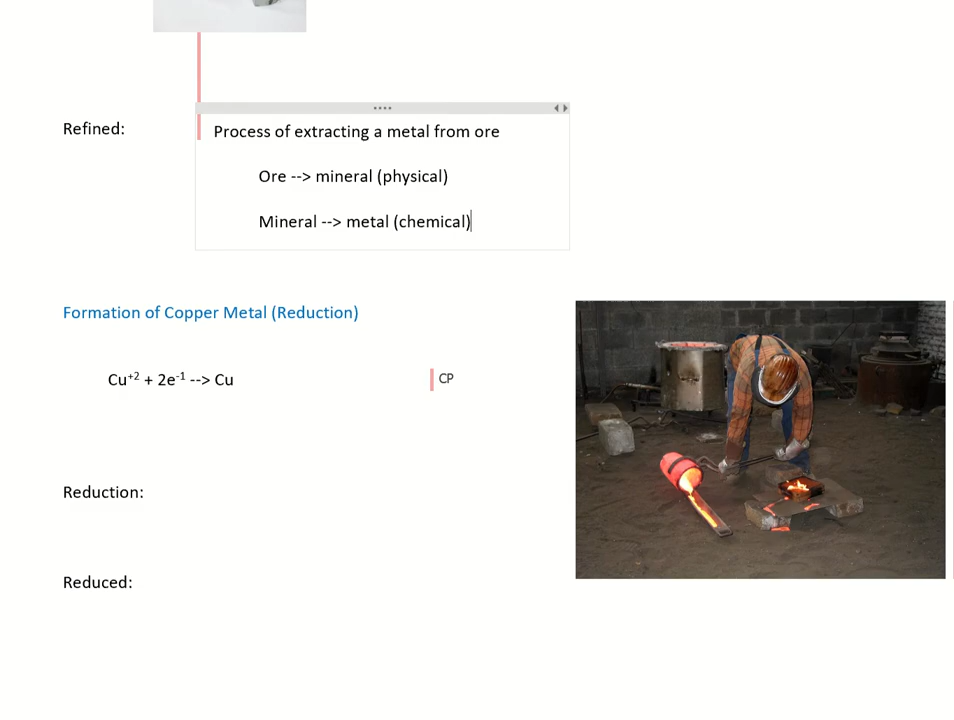 Refined:
Process of extracting a metal from ore
Ore --> mineral (physical)
Mineral --> metal (chemical)
Formation of Copper Metal (Reduction)
Cu⁺² + 2e⁻¹ --> Cu
CP
Reduction:
Reduced: